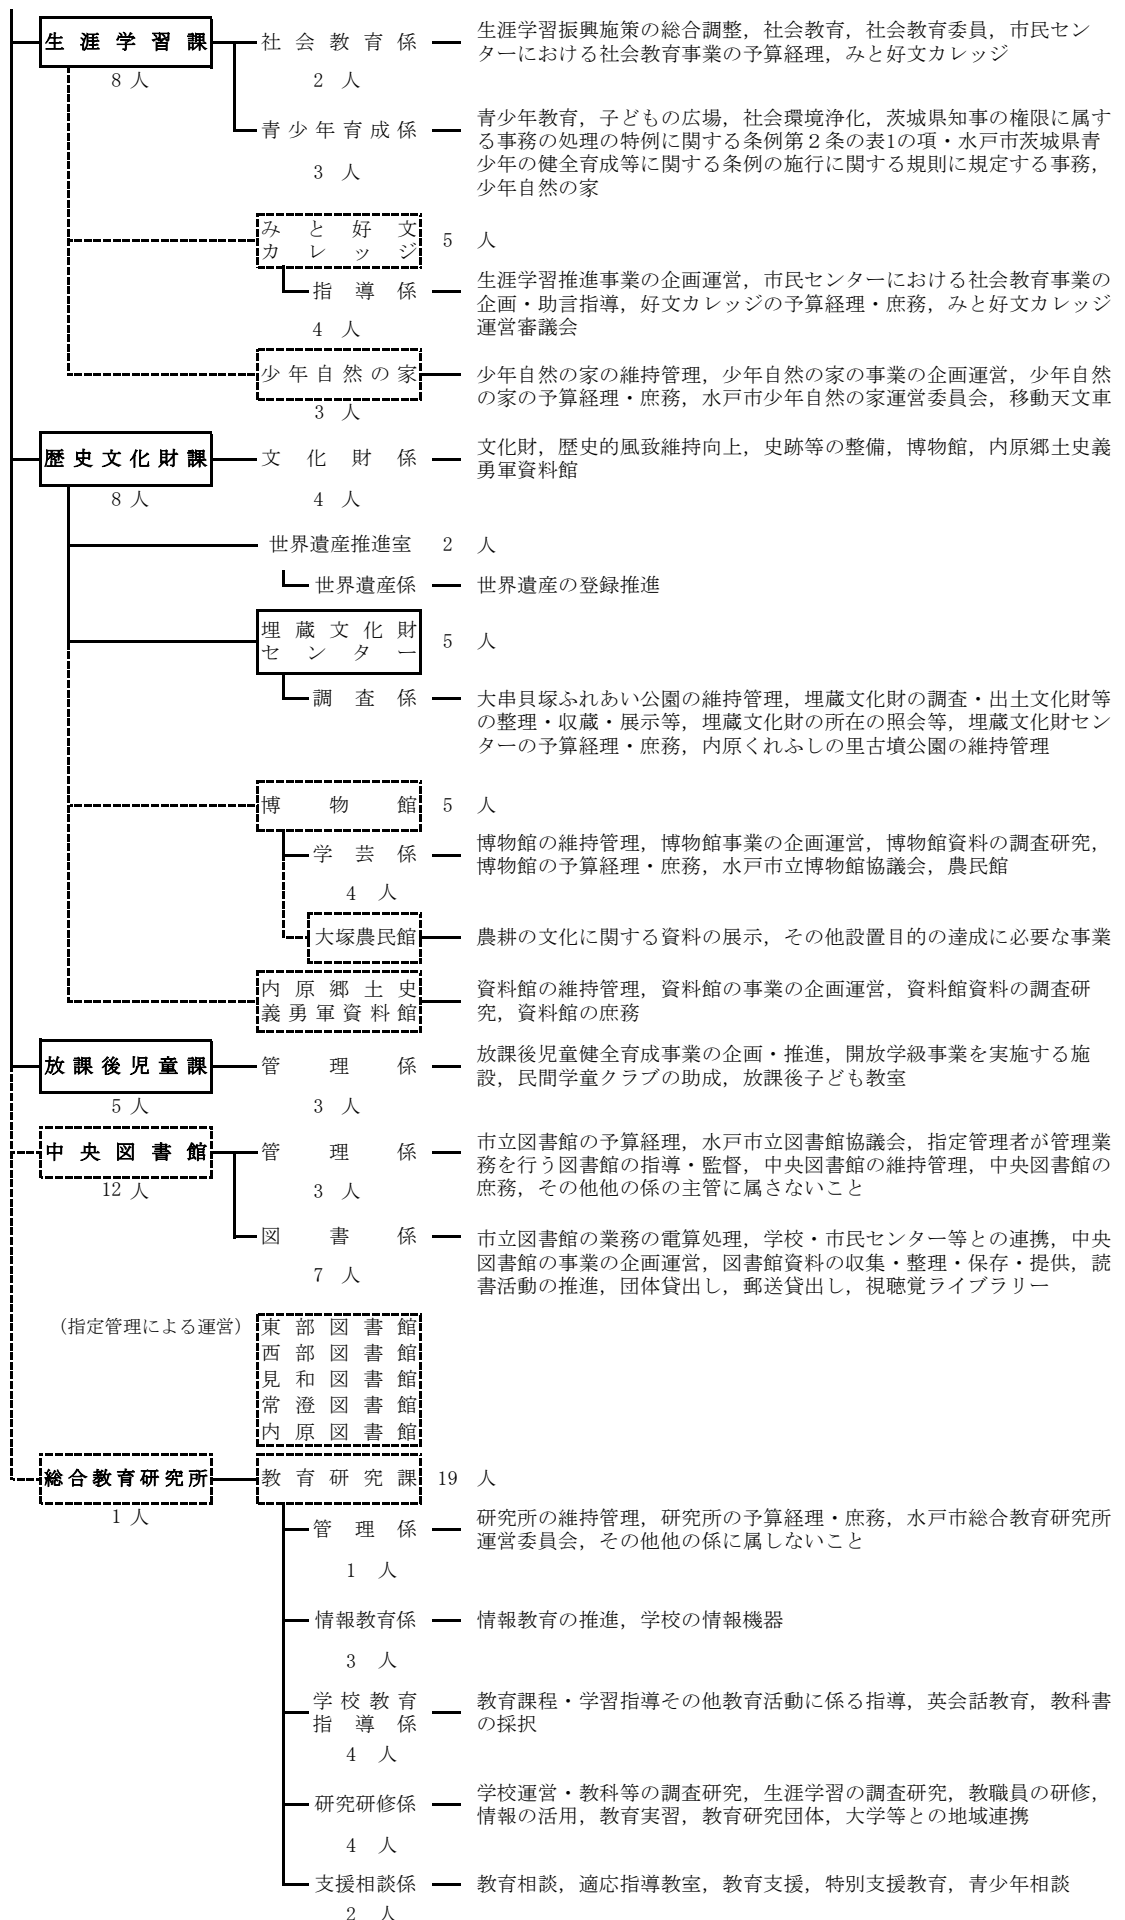 生涯学習課 社会教育係 生涯学習振興施策の総合調整，社会教育，社会教育委員，市民セン
ターにおける社会教育事業の予算経理，みと好文カレッジ
8 人 2 人
青少年育成係 青少年教育，子どもの広場，社会環境浄化，茨城県知事の権限に属す
る事務の処理の特例に関する条例第２条の表1の項・水戸市茨城県青
少年の健全育成等に関する条例の施行に関する規則に規定する事務，
少年自然の家
3 人
みと好文
カレッジ
5 人
指導係 生涯学習推進事業の企画運営，市民センターにおける社会教育事業の
企画・助言指導，好文カレッジの予算経理・庶務，みと好文カレッジ
運営審議会
4 人
少年自然の家 少年自然の家の維持管理，少年自然の家の事業の企画運営，少年自然
の家の予算経理・庶務，水戸市少年自然の家運営委員会，移動天文車
3 人
歴史文化財課 文化財係 文化財，歴史的風致維持向上，史跡等の整備，博物館，内原郷土史義
勇軍資料館
8 人 4 人
世界遺産推進室 2 人
世界遺産係 世界遺産の登録推進
埋蔵文化財
センター
5 人
調査係 大串貝塚ふれあい公園の維持管理，埋蔵文化財の調査・出土文化財等
の整理・収蔵・展示等，埋蔵文化財の所在の照会等，埋蔵文化財セン
ターの予算経理・庶務，内原くれふしの里古墳公園の維持管理
博物館 5 人
学芸係 博物館の維持管理，博物館事業の企画運営，博物館資料の調査研究，
博物館の予算経理・庶務，水戸市立博物館協議会，農民館
4 人
大塚農民館 農耕の文化に関する資料の展示，その他設置目的の達成に必要な事業
内原郷土史
義勇軍資料館
資料館の維持管理，資料館の事業の企画運営，資料館資料の調査研
究，資料館の庶務
放課後児童課 管理係 放課後児童健全育成事業の企画・推進，開放学級事業を実施する施
設，民間学童クラブの助成，放課後子ども教室
5 人 3 人
中央図書館 管理係 市立図書館の予算経理，水戸市立図書館協議会，指定管理者が管理業
務を行う図書館の指導・監督，中央図書館の維持管理，中央図書館の
庶務，その他他の係の主管に属さないこと
12 人 3 人
図書係 市立図書館の業務の電算処理，学校・市民センター等との連携，中央
図書館の事業の企画運営，図書館資料の収集・整理・保存・提供，読
書活動の推進，団体貸出し，郵送貸出し，視聴覚ライブラリー
7 人
（指定管理による運営） 東部図書館
西部図書館
見和図書館
常澄図書館
内原図書館
総合教育研究所 教育研究課 19 人
1 人
管理係 研究所の維持管理，研究所の予算経理・庶務，水戸市総合教育研究所
運営委員会，その他他の係に属しないこと
1 人
情報教育係 情報教育の推進，学校の情報機器
3 人
学校教育
指導係
教育課程・学習指導その他教育活動に係る指導，英会話教育，教科書
の採択
4 人
研究研修係 学校運営・教科等の調査研究，生涯学習の調査研究，教職員の研修，
情報の活用，教育実習，教育研究団体，大学等との地域連携
4 人
支援相談係 教育相談，適応指導教室，教育支援，特別支援教育，青少年相談
2 人